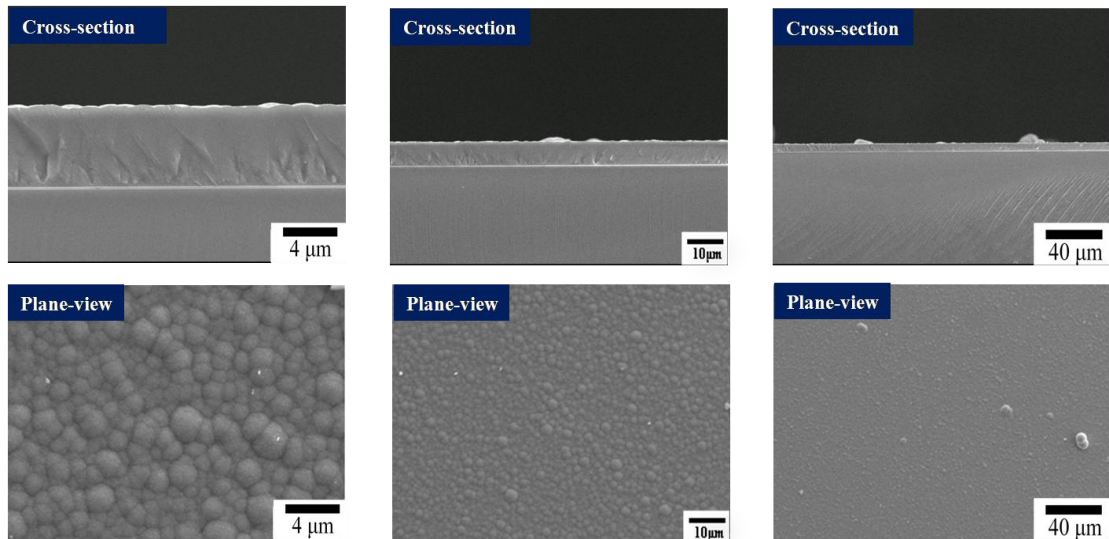 Cross-section
Cross-section
Cross-section
4 μm
10μm
40 μm
Plane-view
Plane-view
Plane-view
4 μm
10μm
40 μm